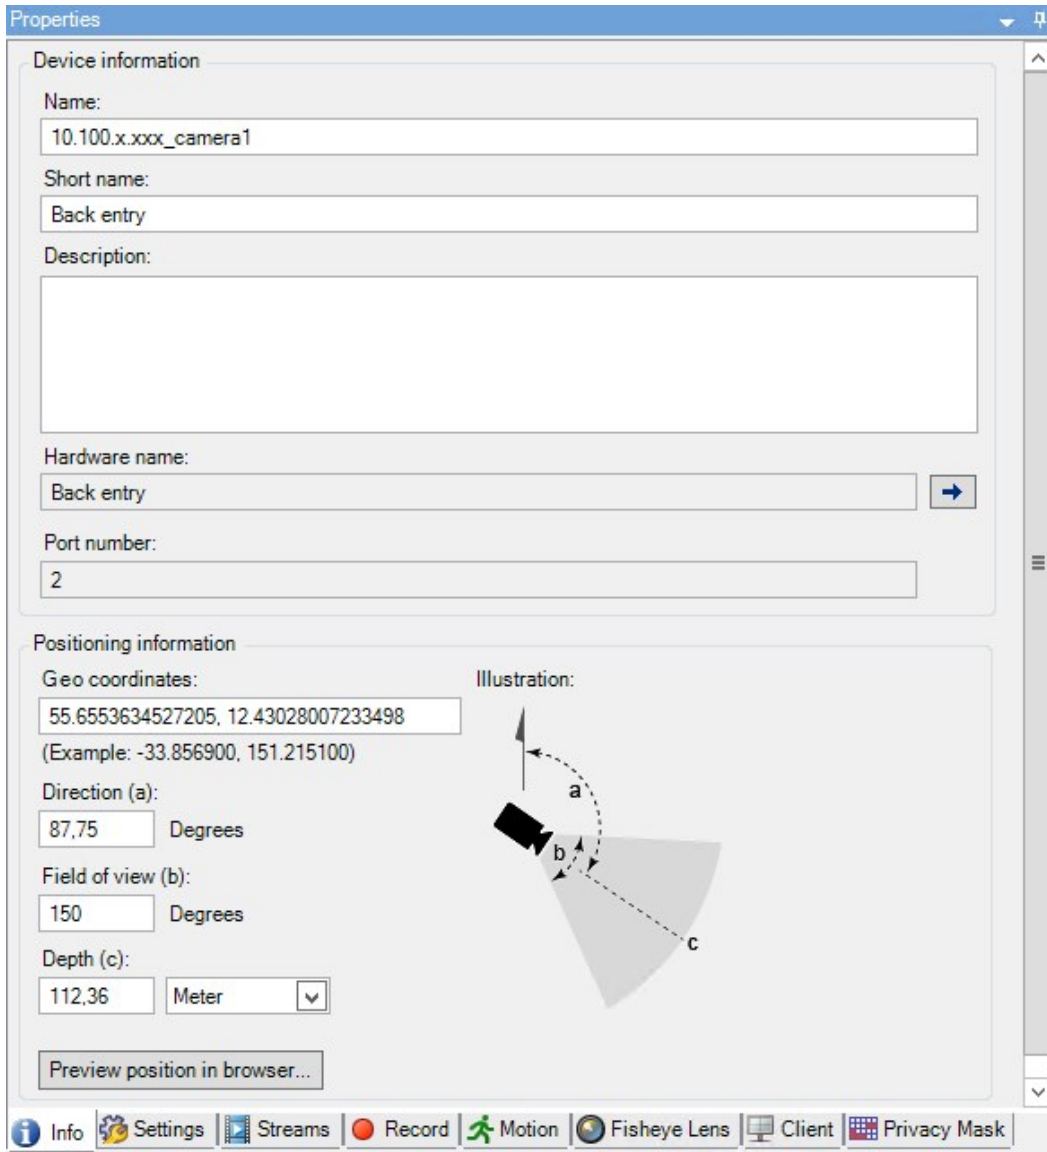 Properties
Device information
Name:
10.100.x.xxx_camera1
Short name:
Back entry
Description:
Hardware name:
Back entry
Port number:
2
Positioning information
Geo coordinates:
55.6553634527205, 12.43028007233498
(Example: -33.856900, 151.215100)
Direction (a):
87,75 Degrees
Field of view (b):
150 Degrees
Depth (c):
112,36 Meter
Preview position in browser...
Illustration:
a
b
c
Info Settings Streams Record Motion Fisheye Lens Client Privacy Mask